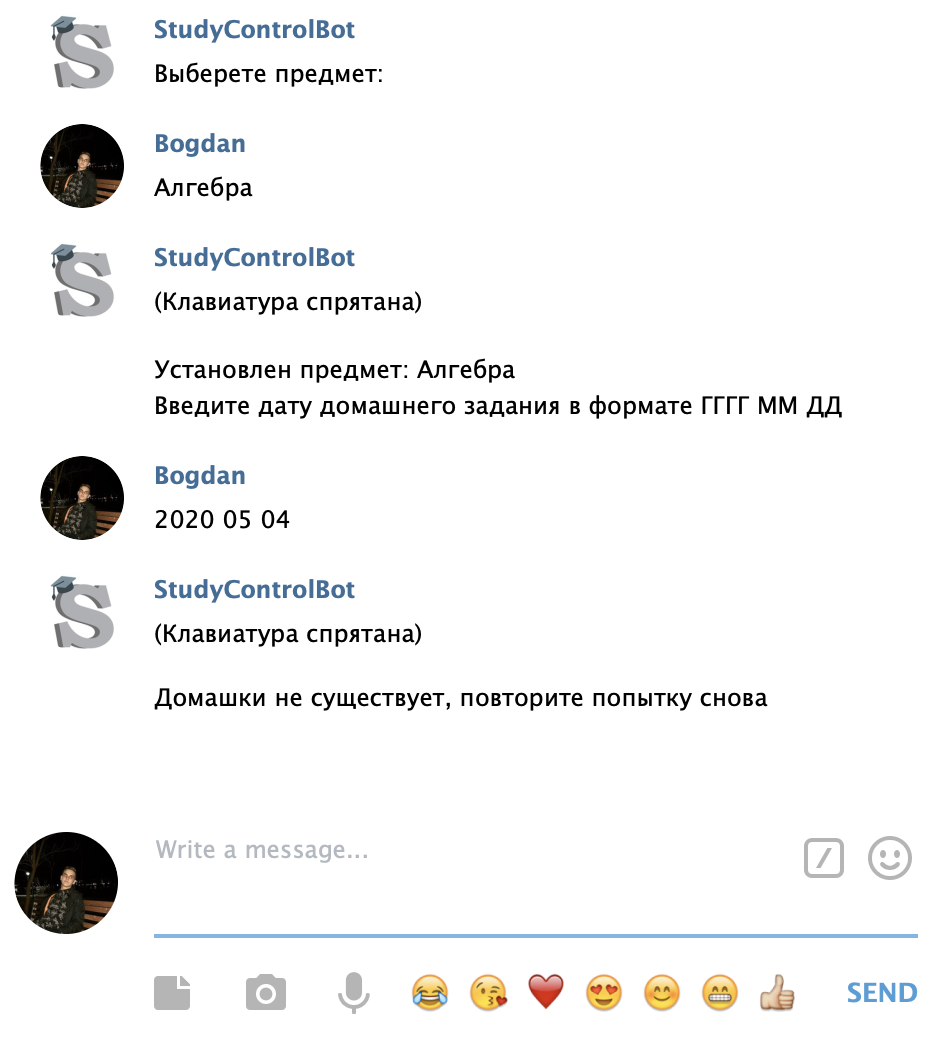 StudyControlBot
Выберете предмет:
Bogdan
Алгебра
StudyControlBot
(Клавиатура спрятана)
Установлен предмет: Алгебра
Введите дату домашнего задания в формате ГГГГ ММ ДД
Bogdan
2020 05 04
StudyControlBot
(Клавиатура спрятана)
Домашки не существует, повторите попытку снова
Write a message...
SEND